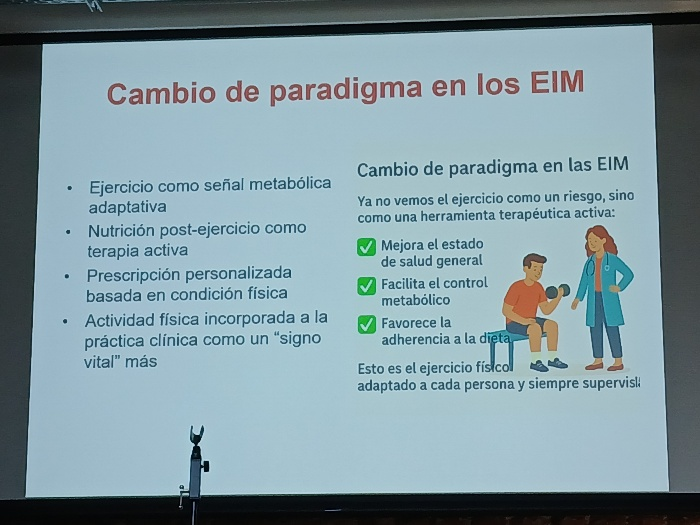 Cambio de paradigma en los EIM
• Ejercicio como señal metabólica
adaptativa
• Nutrición post-ejercicio como
terapia activa
• Prescripción personalizada
basada en condición física
• Actividad física incorporada a la
práctica clínica como un “signo
vital” más
Cambio de paradigma en las EIM
Ya no vemos el ejercicio como un riesgo, sino
como una herramienta terapéutica activa:
Mejora el estado
de salud general
Facilita el control
metabólico
Favorece la
adherencia a la dieta
Esto es el ejercicio físico
adaptado a cada persona y siempre